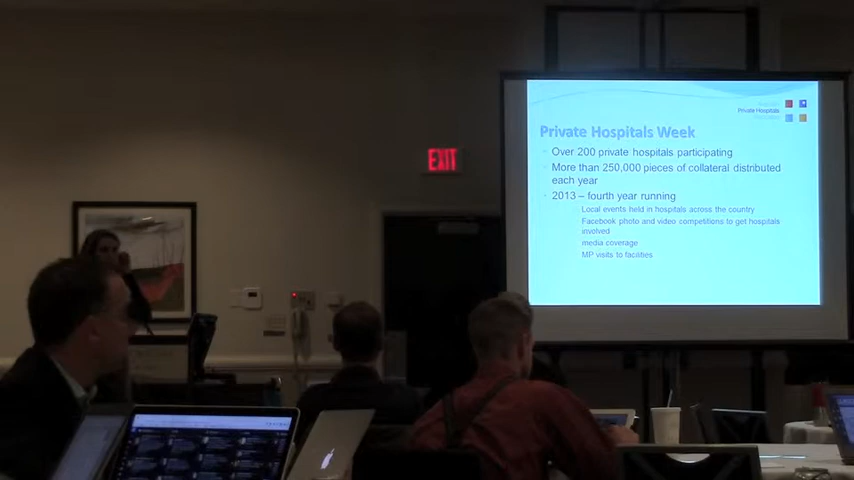 Private Hospitals
Private Hospitals Week
Over 200 private hospitals participating
More than 250,000 pieces of collateral distributed
each year
2013 – fourth year running
Local events held in hospitals across the country
Facebook photo and video competitions to get hospitals
involved
media coverage
MP visits to facilities
EXIT